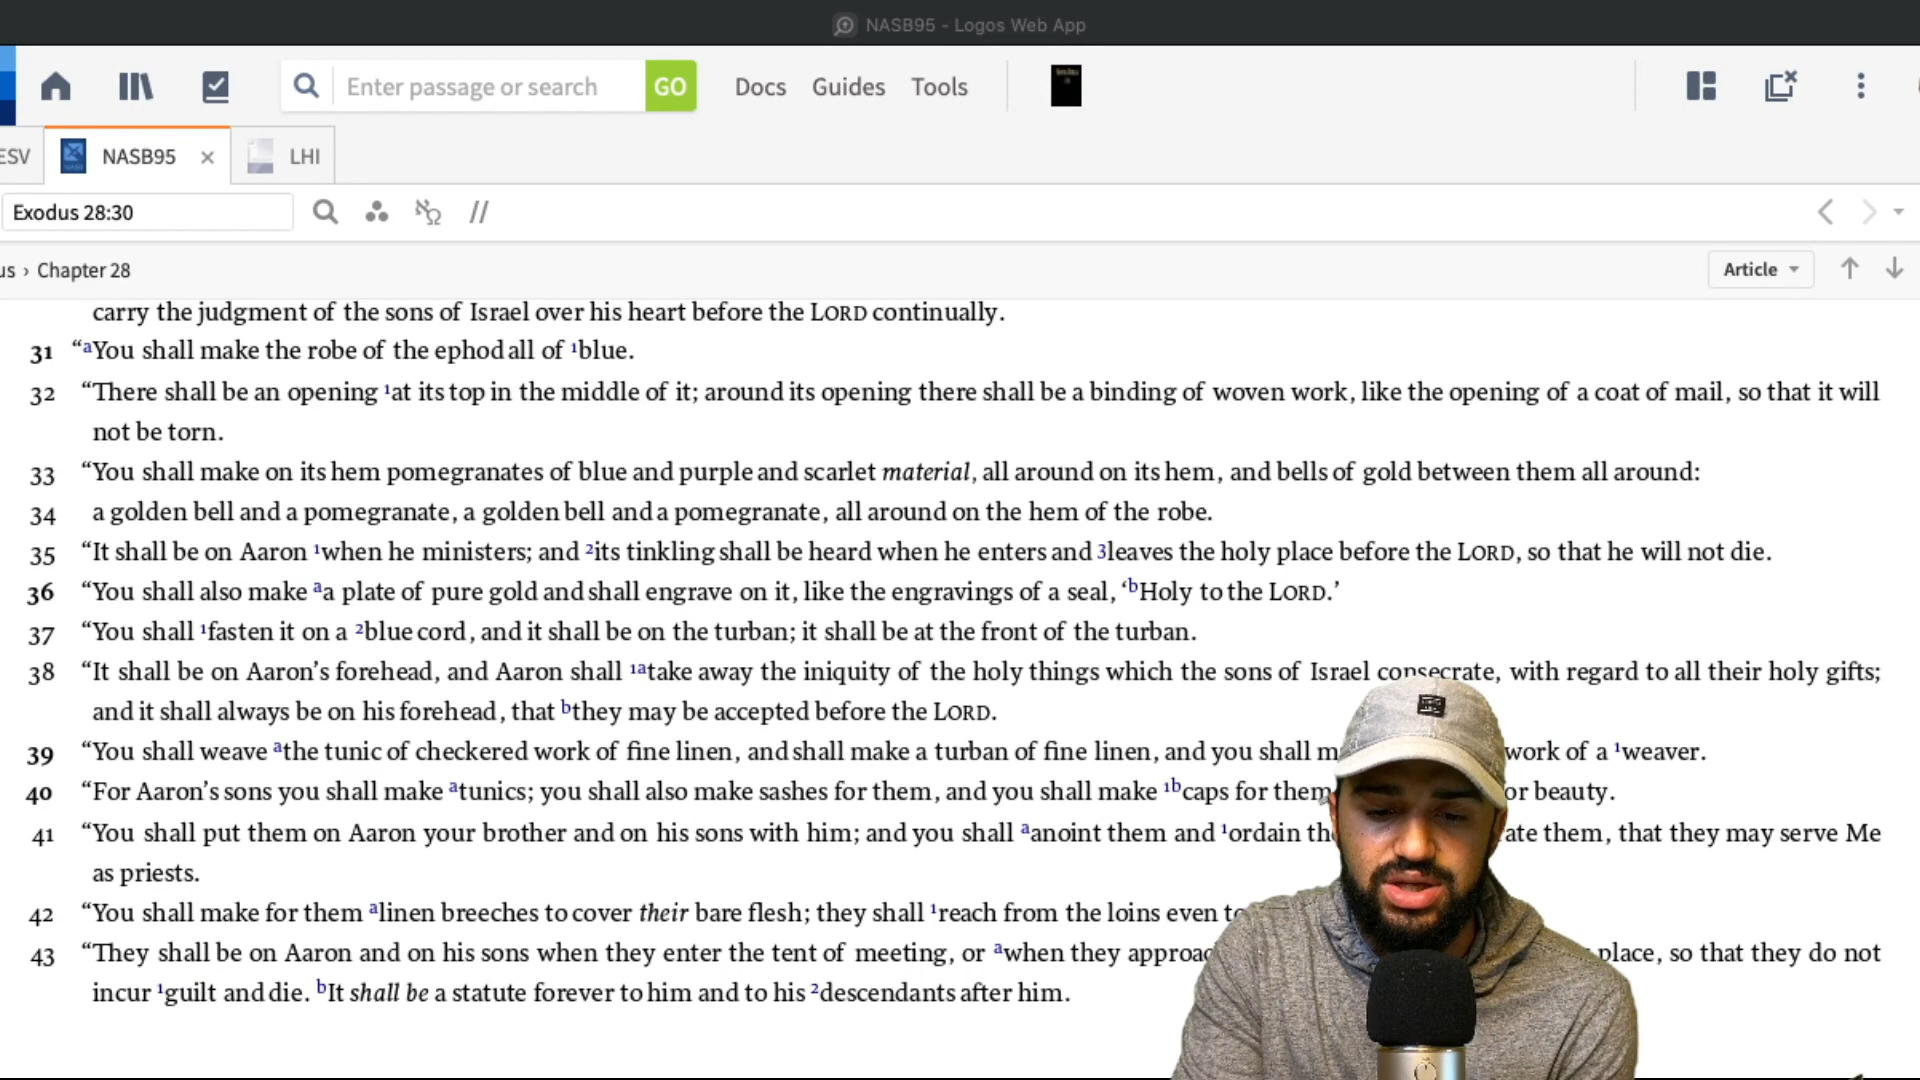 NASB95 - Logos Web App
Enter passage or search GO Docs Guides Tools
ESV NASB95 × LHI
Exodus 28:30
us › Chapter 28 Article
carry the judgment of the sons of Israel over his heart before the LORD continually.
31 “aYou shall make the robe of the ephod all of 1blue.
32 “There shall be an opening 1at its top in the middle of it; around its opening there shall be a binding of woven work, like the opening of a coat of mail, so that it will
not be torn.
33 “You shall make on its hem pomegranates of blue and purple and scarlet material, all around on its hem, and bells of gold between them all around:
34 a golden bell and a pomegranate, a golden bell and a pomegranate, all around on the hem of the robe.
35 “It shall be on Aaron 1when he ministers; and 2its tinkling shall be heard when he enters and 3leaves the holy place before the LORD, so that he will not die.
36 “You shall also make aa plate of pure gold and shall engrave on it, like the engravings of a seal, ‘bHoly to the LORD.’
37 “You shall 1fasten it on a 2blue cord, and it shall be on the turban; it shall be at the front of the turban.
38 “It shall be on Aaron’s forehead, and Aaron shall 1atake away the iniquity of the holy things which the sons of Israel consecrate, with regard to all their holy gifts;
and it shall always be on his forehead, that bthey may be accepted before the LORD.
39 “You shall weave athe tunic of checkered work of fine linen, and shall make a turban of fine linen, and you shall m work of a 1weaver.
40 “For Aaron’s sons you shall make atunics; you shall also make sashes for them, and you shall make 1bcaps for them or beauty.
41 “You shall put them on Aaron your brother and on his sons with him; and you shall aanoint them and 1ordain th ate them, that they may serve Me
as priests.
42 “You shall make for them alinen breeches to cover their bare flesh; they shall 1reach from the loins even to
43 “They shall be on Aaron and on his sons when they enter the tent of meeting, or awhen they approac place, so that they do not
incur 1guilt and die. bIt shall be a statute forever to him and to his 2descendants after him.